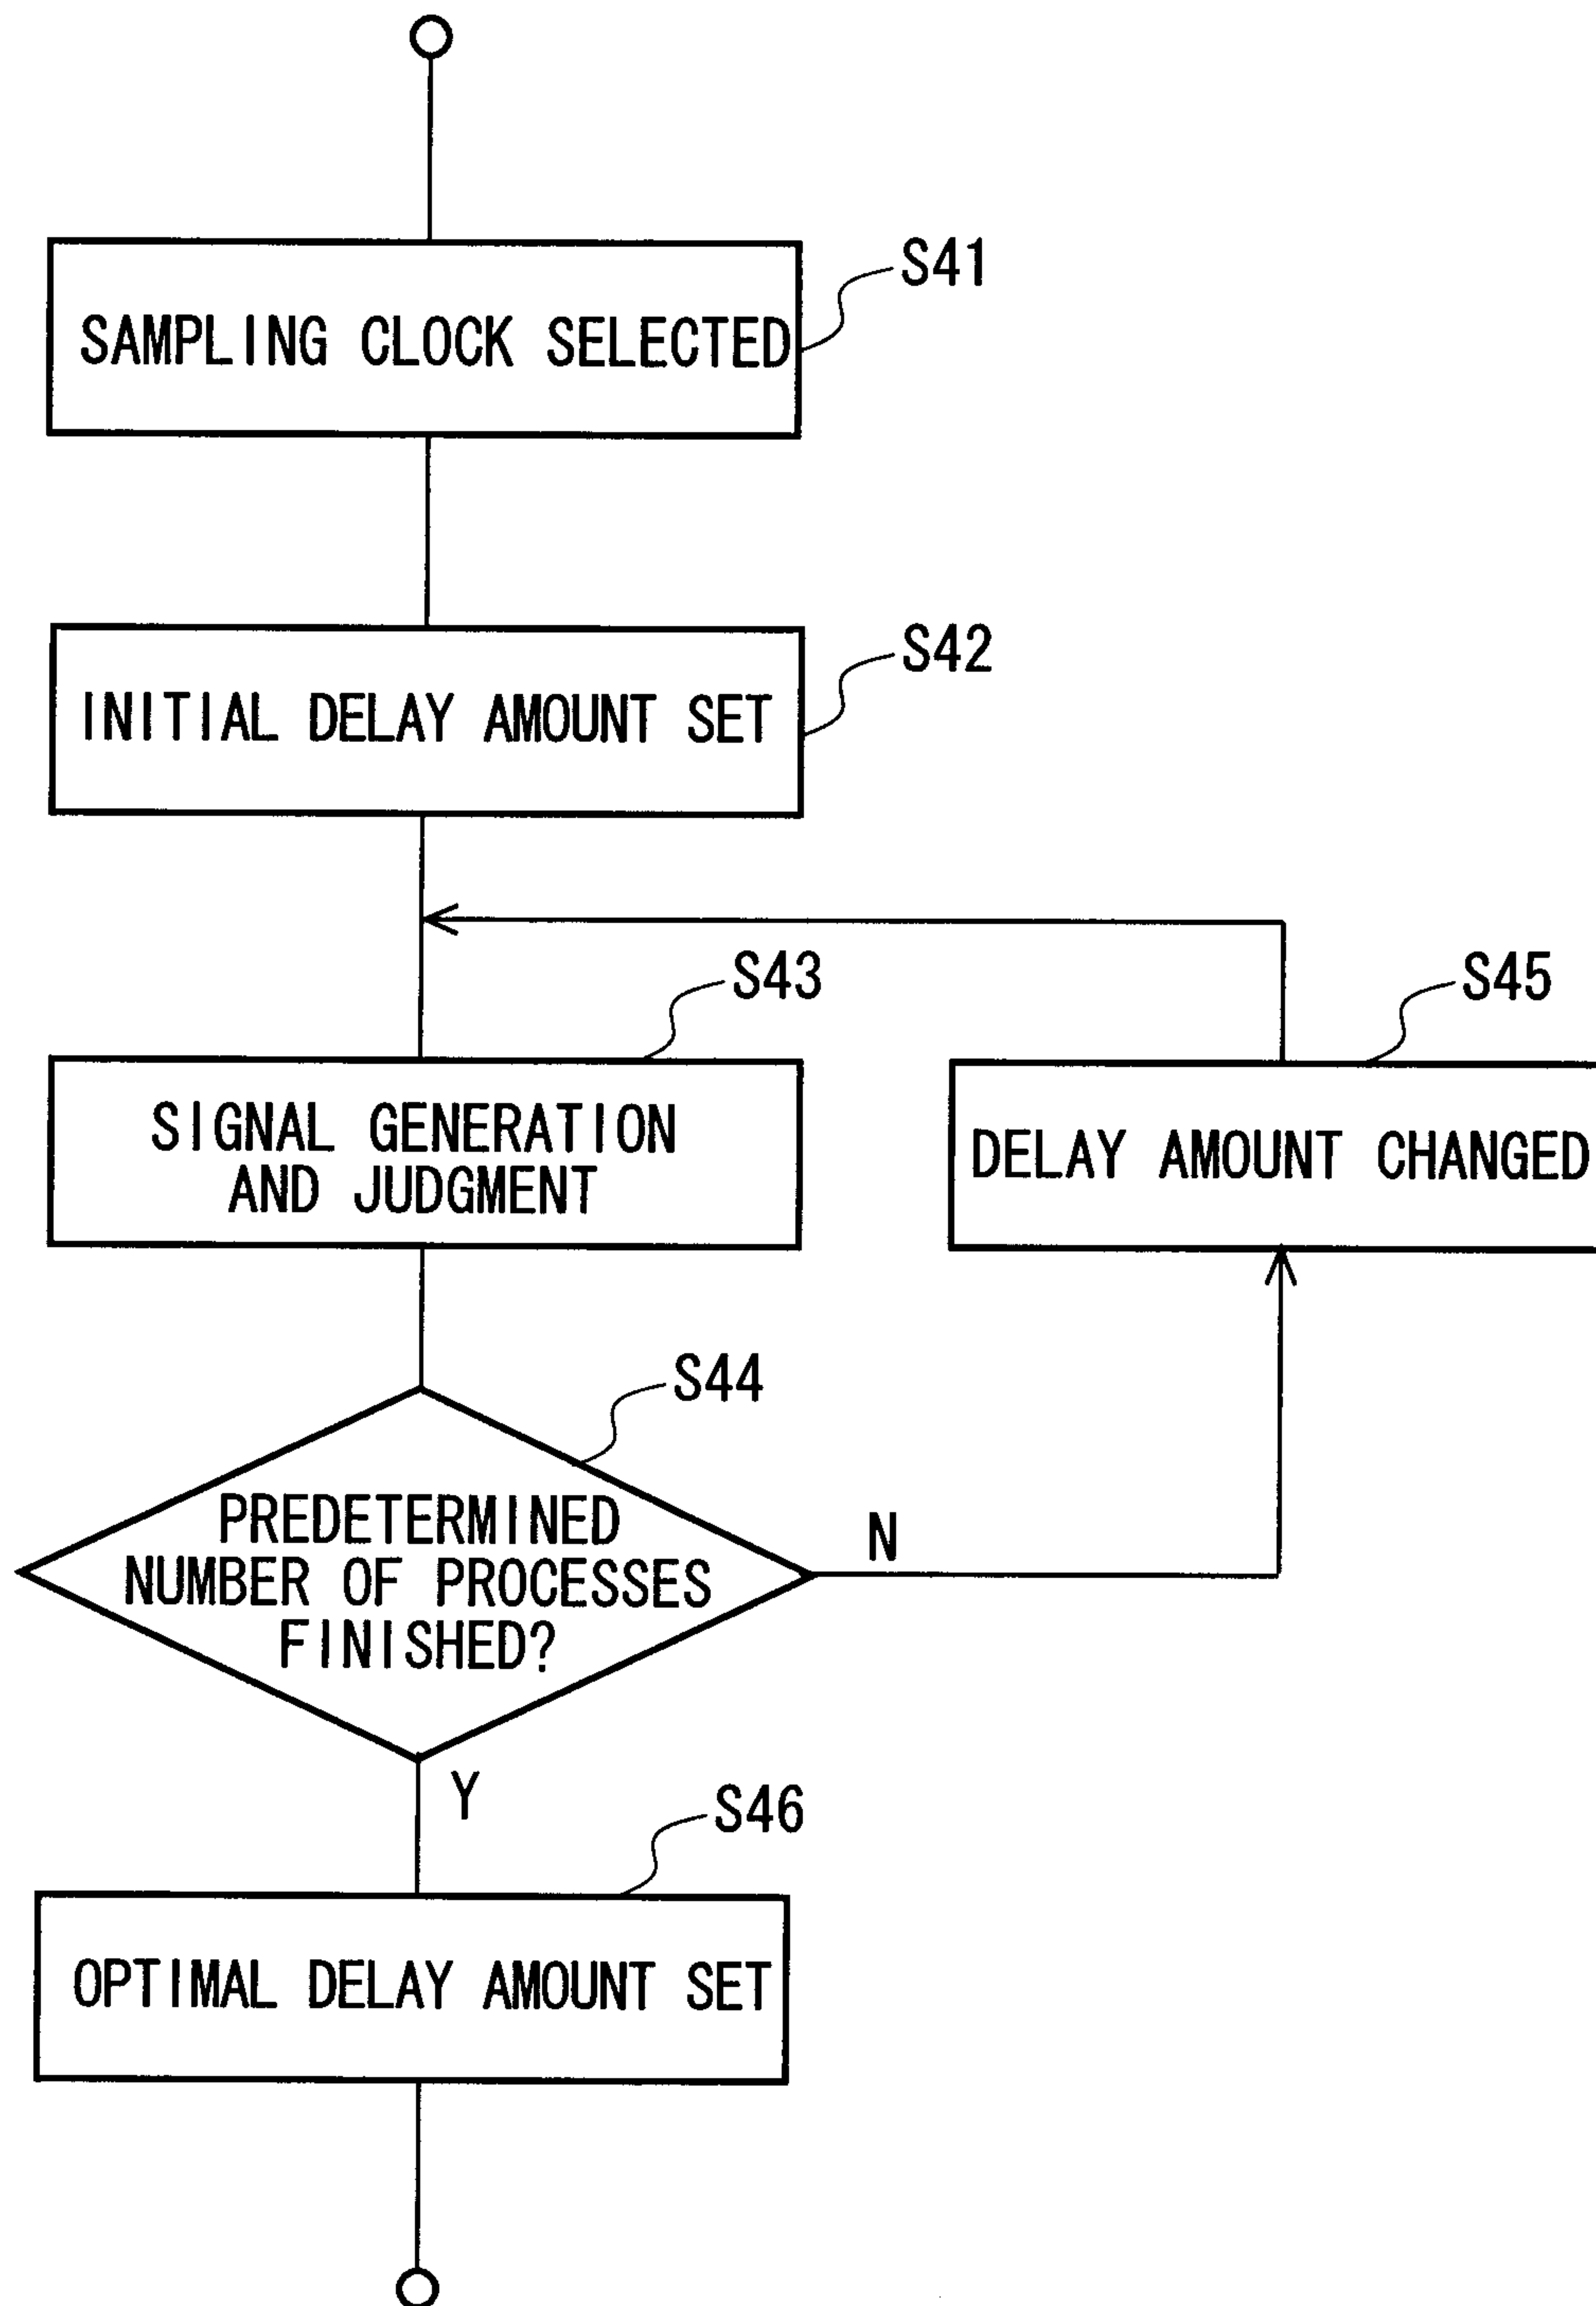 S41
SAMPLING CLOCK SELECTED
S42
INITIAL DELAY AMOUNT SET
S43
SIGNAL GENERATION
AND JUDGMENT
S45
DELAY AMOUNT CHANGED
S44
PREDETERMINED
NUMBER OF PROCESSES
FINISHED?
N
Y
S46
OPTIMAL DELAY AMOUNT SET